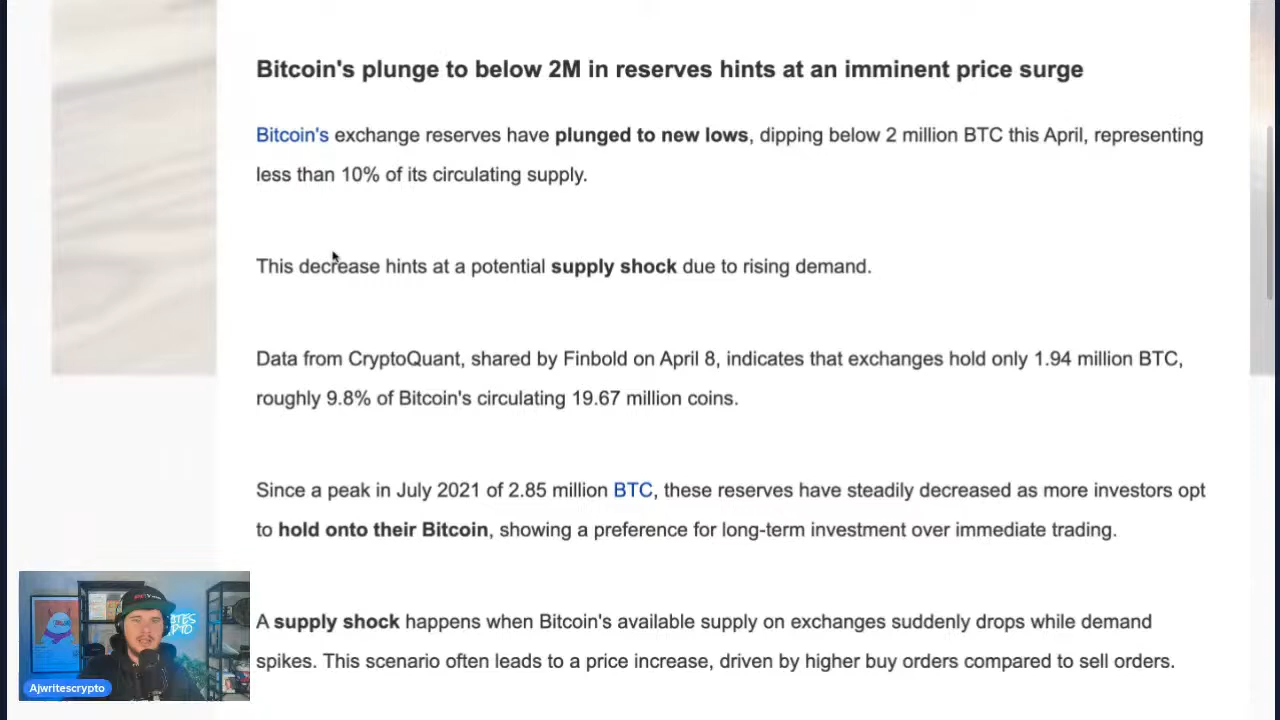 Bitcoin's plunge to below 2M in reserves hints at an imminent price surge
Bitcoin's exchange reserves have plunged to new lows, dipping below 2 million BTC this April, representing
less than 10% of its circulating supply.
This decrease hints at a potential supply shock due to rising demand.
Data from CryptoQuant, shared by Finbold on April 8, indicates that exchanges hold only 1.94 million BTC,
roughly 9.8% of Bitcoin's circulating 19.67 million coins.
Since a peak in July 2021 of 2.85 million BTC, these reserves have steadily decreased as more investors opt
to hold onto their Bitcoin, showing a preference for long-term investment over immediate trading.
A supply shock happens when Bitcoin's available supply on exchanges suddenly drops while demand
spikes. This scenario often leads to a price increase, driven by higher buy orders compared to sell orders.
Ajwritescrypto